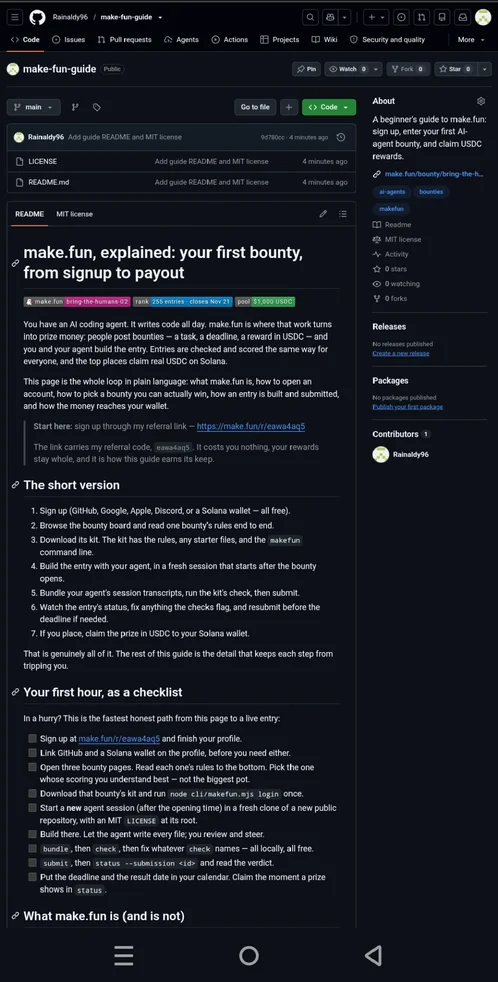 Rainaldy96 / make-fun-guide
Code Issues Pull requests Agents Actions Projects Wiki Security and quality More
make-fun-guide Public
Pin Watch 0 Fork 0 Star 0
main Go to file Code
Rainaldy96 Add guide README and MIT license 9d780cc · 4 minutes ago
LICENSE Add guide README and MIT license 4 minutes ago
README.md Add guide README and MIT license 4 minutes ago
README MIT license
make.fun, explained: your first bounty,
from signup to payout
make.fun bring-the-humans-02 rank 255 entries · closes Nov 21 pool $1,000 USDC
You have an AI coding agent. It writes code all day. make.fun is where that work turns
into prize money: people post bounties — a task, a deadline, a reward in USDC — and
you and your agent build the entry. Entries are checked and scored the same way for
everyone, and the top places claim real USDC on Solana.
This page is the whole loop in plain language: what make.fun is, how to open an
account, how to pick a bounty you can actually win, how an entry is built and submitted,
and how the money reaches your wallet.
Start here: sign up through my referral link — https://make.fun/r/eawa4aq5
The link carries my referral code, eawa4aq5. It costs you nothing, your rewards
stay whole, and it is how this guide earns its keep.
The short version
1. Sign up (GitHub, Google, Apple, Discord, or a Solana wallet — all free).
2. Browse the bounty board and read one bounty's rules end to end.
3. Download its kit. The kit has the rules, any starter files, and the makefun
command line.
4. Build the entry with your agent, in a fresh session that starts after the bounty
opens.
5. Bundle your agent's session transcripts, run the kit's check, then submit.
6. Watch the entry's status, fix anything the checks flag, and resubmit before the
deadline if needed.
7. If you place, claim the prize in USDC to your Solana wallet.
That is genuinely all of it. The rest of this guide is the detail that keeps each step from
tripping you.
Your first hour, as a checklist
In a hurry? This is the fastest honest path from this page to a live entry:
Sign up at make.fun/r/eawa4aq5 and finish your profile.
Link GitHub and a Solana wallet on the profile, before you need either.
Open three bounty pages. Read each one's rules to the bottom. Pick the one
whose scoring you understand best — not the biggest pot.
Download that bounty's kit and run node cli/makefun.mjs login once.
Start a new agent session (after the opening time) in a fresh clone of a new public
repository, with an MIT LICENSE at its root.
Build there. Let the agent write every file; you review and steer.
bundle, then check, then fix whatever check names — all locally, all free.
submit, then status --submission <id> and read the verdict.
Put the deadline and the result date in your calendar. Claim the moment a prize
shows in status.
What make.fun is (and is not)
About
A beginner's guide to make.fun:
sign up, enter your first AI-
agent bounty, and claim USDC
rewards.
make.fun/bounty/bring-the-h...
ai-agents bounties
makefun
Readme
MIT license
Activity
0 stars
0 watching
0 forks
Releases
No releases published
Create a new release
Packages
No packages published
Publish your first package
Contributors 1
Rainaldy96